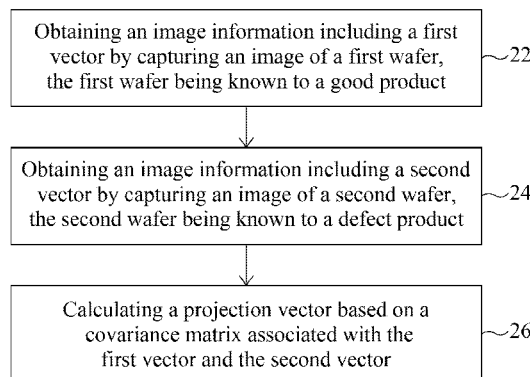 Obtaining an image information including a first
vector by capturing an image of a first wafer,
the first wafer being known to a good product
22
Obtaining an image information including a second
vector by capturing an image of a second wafer,
the second wafer being known to a defect product
24
Calculating a projection vector based on a
covariance matrix associated with the
first vector and the second vector
26